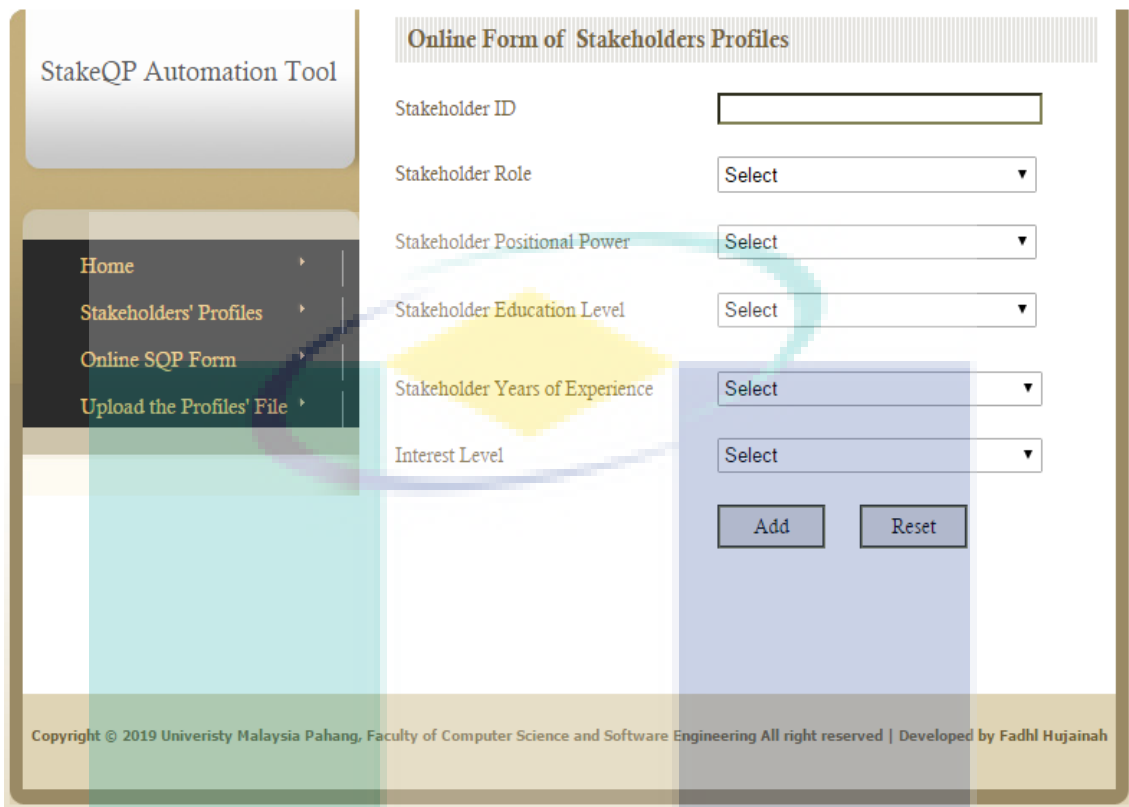 StakeQP Automation Tool
Home
Stakeholders' Profiles
Online SQP Form
Upload the Profiles' File
Online Form of Stakeholders Profiles
Stakeholder ID
Stakeholder Role
Select
Stakeholder Positional Power
Select
Stakeholder Education Level
Select
Stakeholder Years of Experience
Select
Interest Level
Select
Add
Reset
Copyright © 2019 Univeristy Malaysia Pahang, Faculty of Computer Science and Software Engineering All right reserved | Developed by Fadhl Hujainah